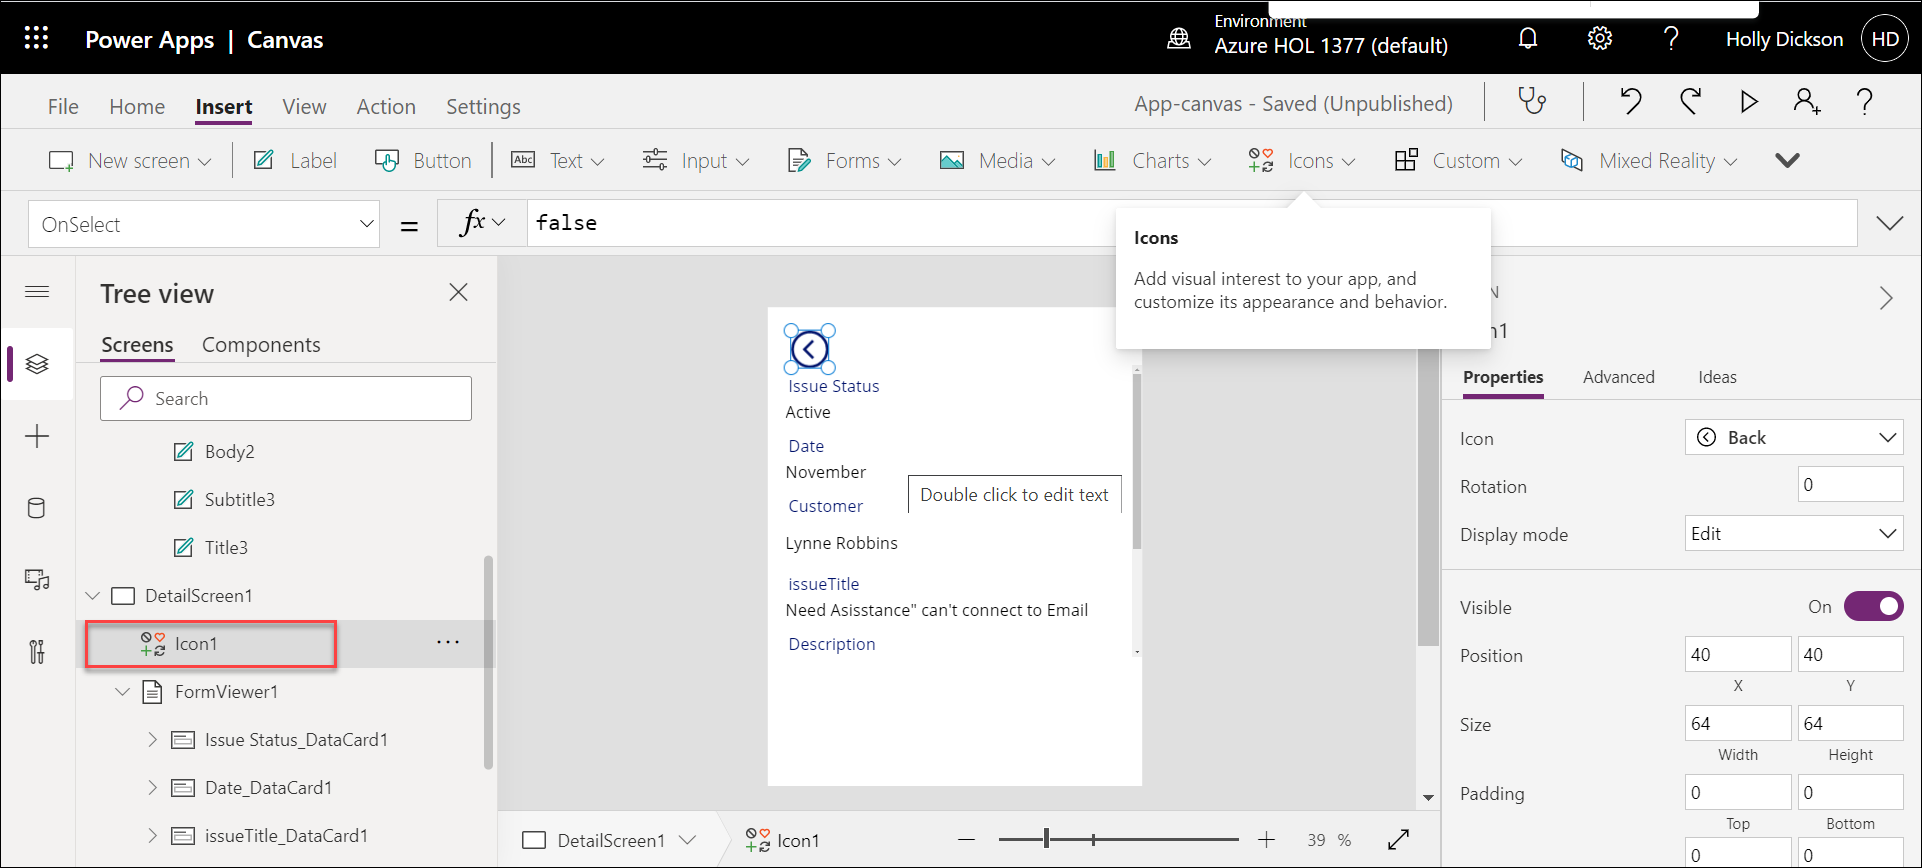 Power Apps | Canvas
Environment
Azure HOL 1377 (default)
Holly Dickson
HD
File Home Insert View Action Settings
App-canvas - Saved (Unpublished)
New screen Label Button Abc Text Input Forms Media Charts Icons Custom Mixed Reality
OnSelect = fx false
Icons
Add visual interest to your app, and
customize its appearance and behavior.
Tree view
Screens Components
Search
Body2
Subtitle3
Title3
DetailScreen1
Icon1 ...
FormViewer1
Issue Status_DataCard1
Date_DataCard1
issueTitle_DataCard1
Issue Status
Active
Date
November
Double click to edit text
Customer
Lynne Robbins
issueTitle
Need Asisstance" can't connect to Email
Description
DetailScreen1 Icon1
39 %
N
n1
Properties Advanced Ideas
Icon Back
Rotation 0
Display mode Edit
Visible On
Position 40 40
X Y
Size 64 64
Width Height
Padding 0 0
Top Bottom
0 0